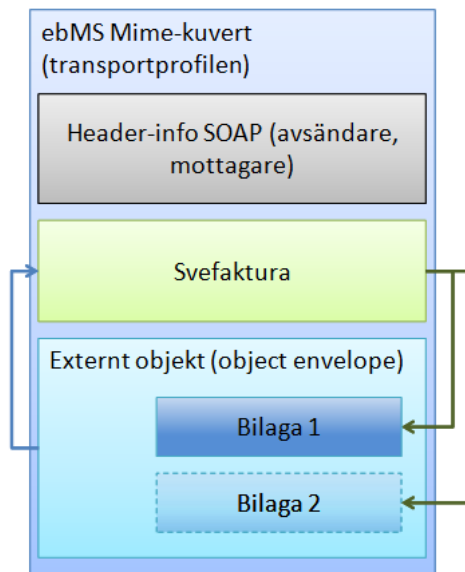 ebMS Mime-kuvert
(transportprofilen)
Header-info SOAP (avsändare,
mottagare)
Svefaktura
Externt objekt (object envelope)
Bilaga 1
Bilaga 2